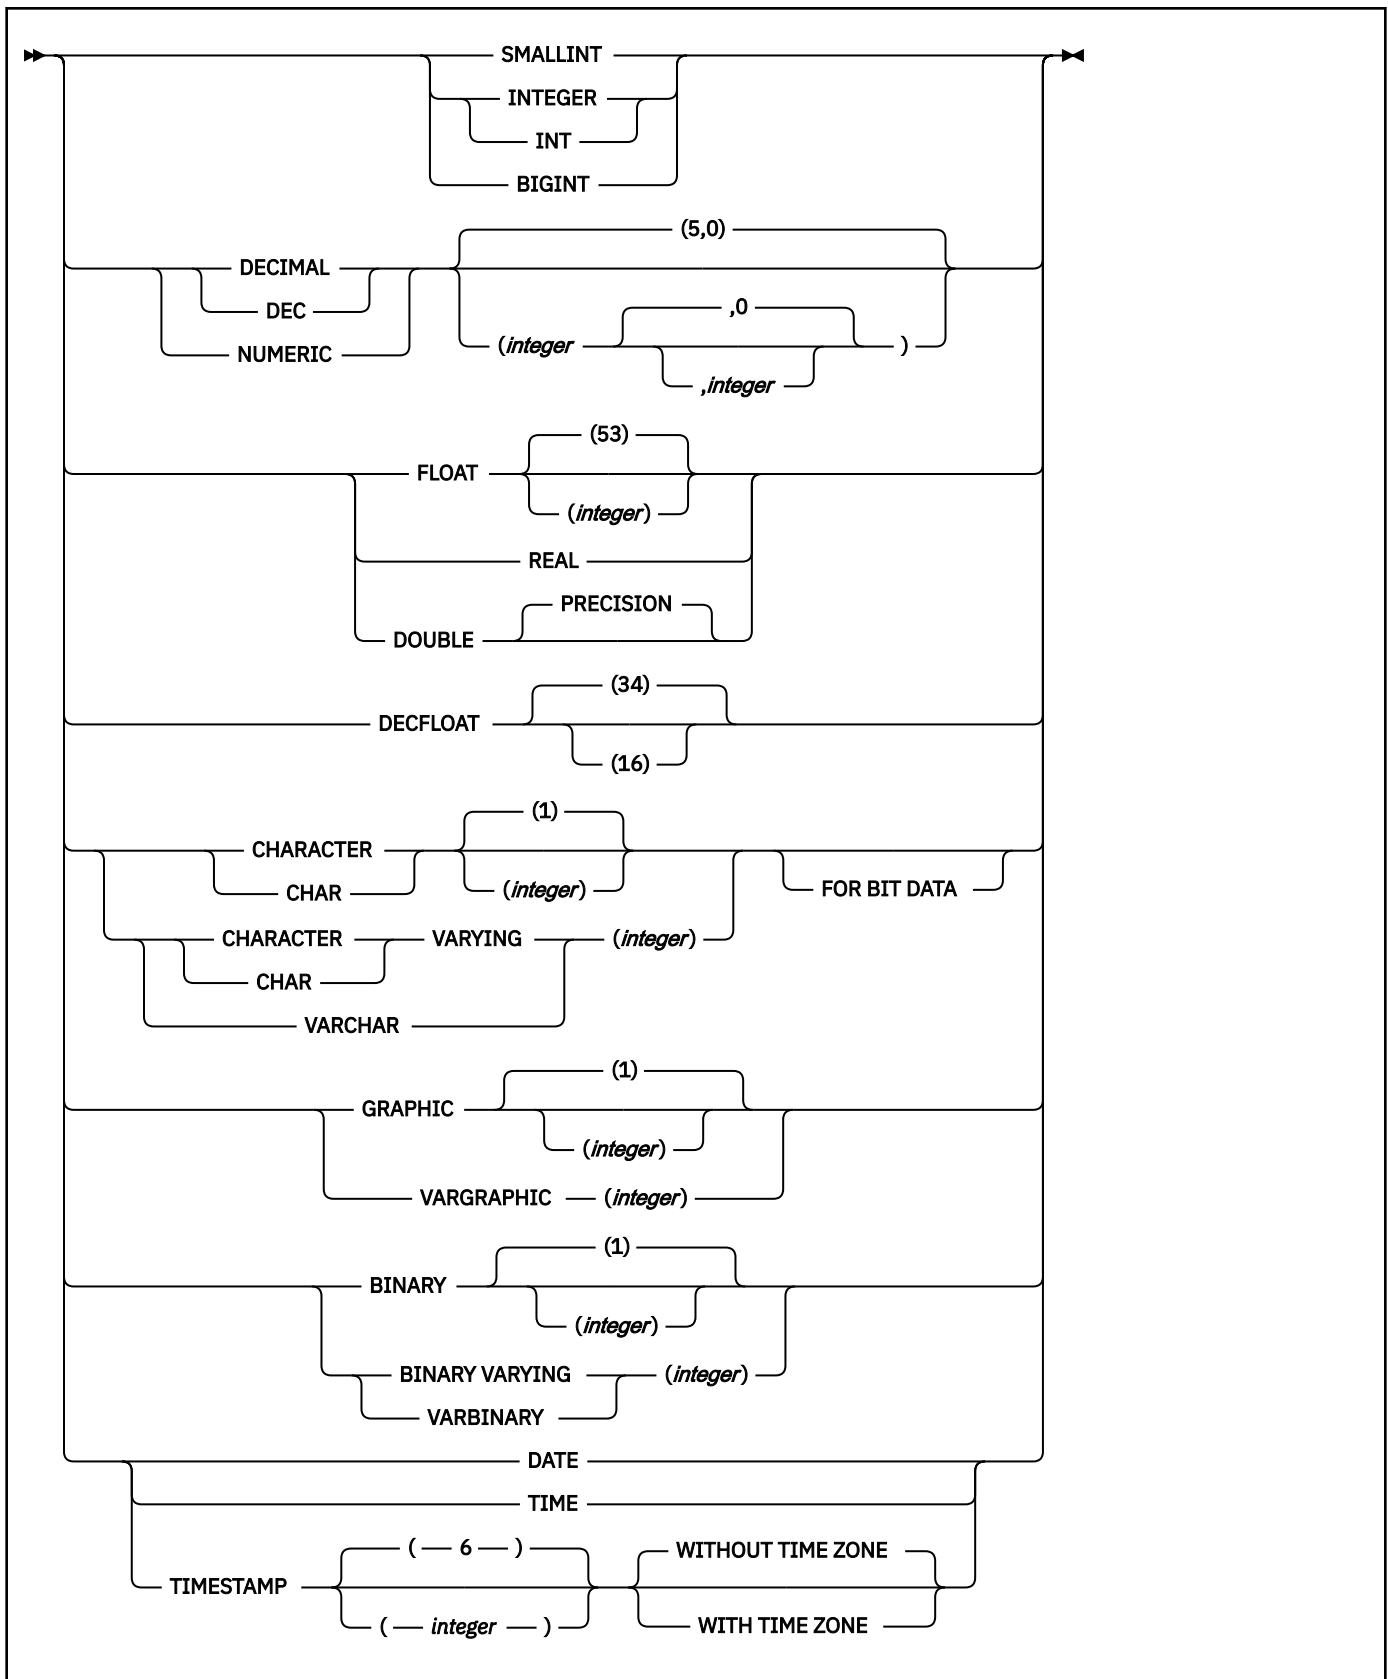 SMALLINT
INTEGER
INT
BIGINT
(5,0)
DECIMAL
DEC
,0
(integer )
NUMERIC
,integer
(53)
FLOAT
(integer)
REAL
PRECISION
DOUBLE
(34)
DECFLOAT
(16)
(1)
CHARACTER
CHAR (integer) FOR BIT DATA
CHARACTER VARYING (integer)
CHAR
VARCHAR
(1)
GRAPHIC
(integer)
VARGRAPHIC (integer)
(1)
BINARY
(integer)
BINARY VARYING (integer)
VARBINARY
DATE
TIME
( 6 ) WITHOUT TIME ZONE
TIMESTAMP
( integer ) WITH TIME ZONE